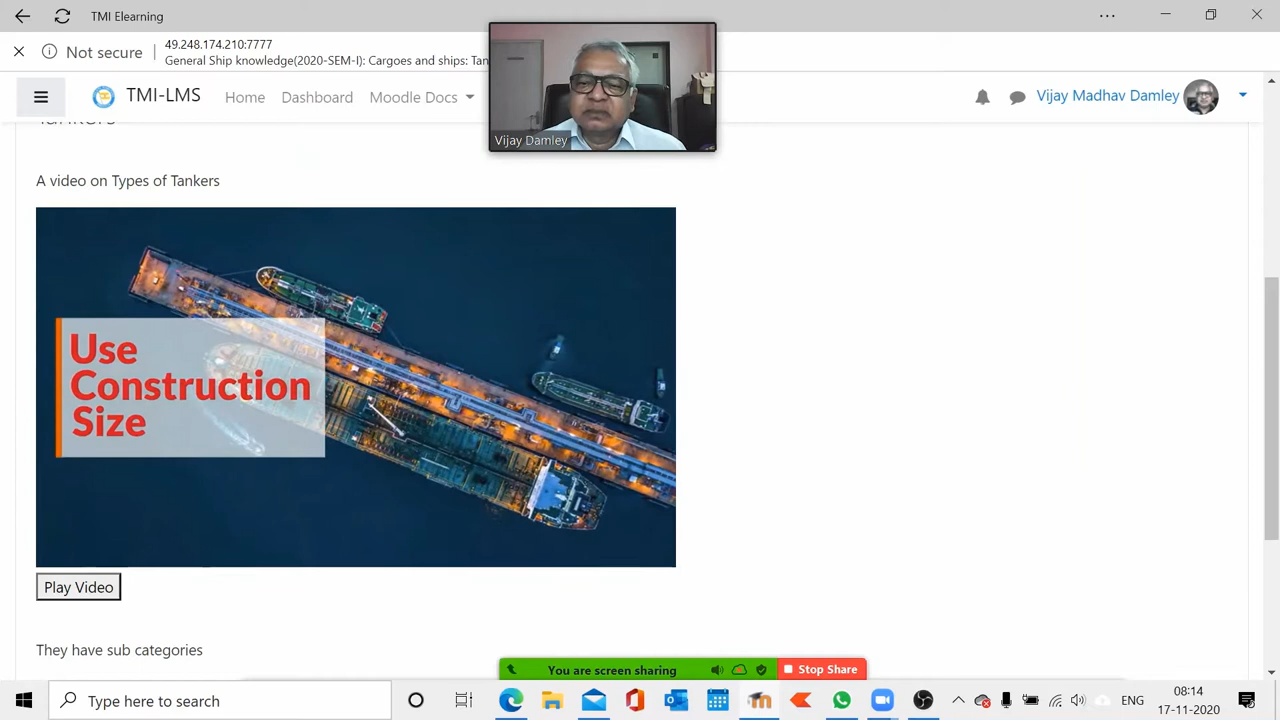 TMI Elearning
Not secure
49.248.174.210:7777
General Ship knowledge(2020-SEM-I): Cargoes and ships: Tan
TMI-LMS
Home
Dashboard
Moodle Docs
Vijay Madhav Damley
Vijay Damley
Tankers
A video on Types of Tankers
Use
Construction
Size
Play Video
They have sub categories
You are screen sharing
Stop Share
Type here to search
ENG
08:14
17-11-2020